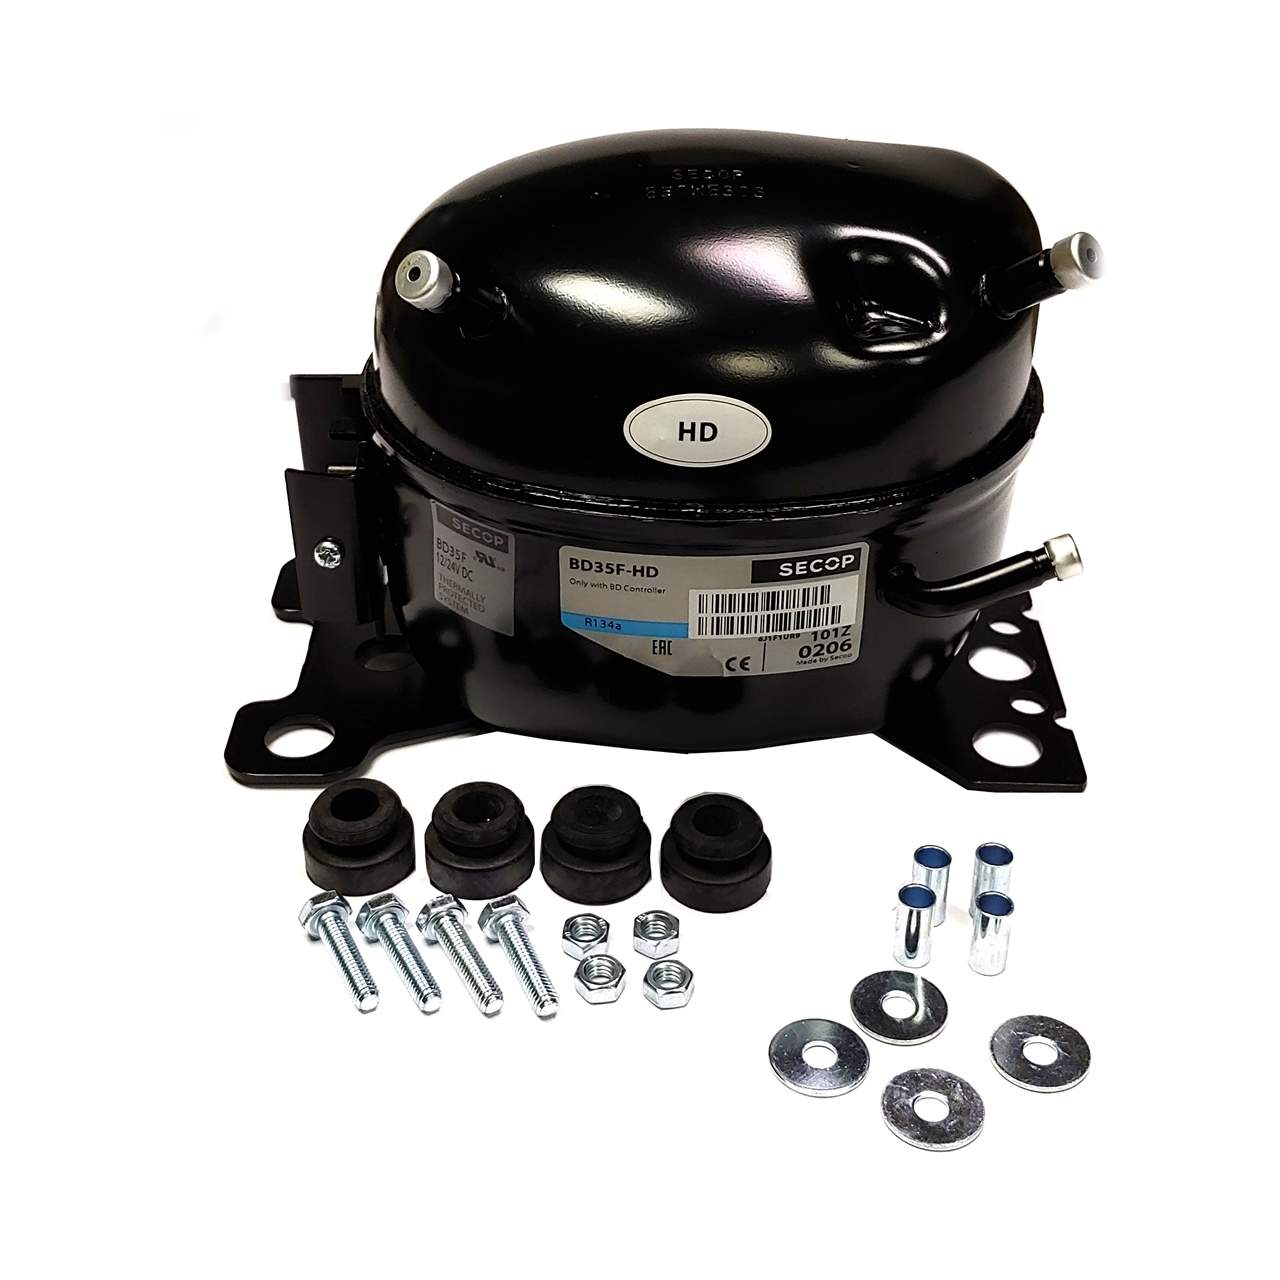 SECOP
HD
SECOP
BD35F
12/24V DC
THERMALLY
PROTECTED
SYSTEM
BD35F-HD
SECOP
Only with BD Controller
R134a
101Z
EAC
CE
0206
Made by Secop